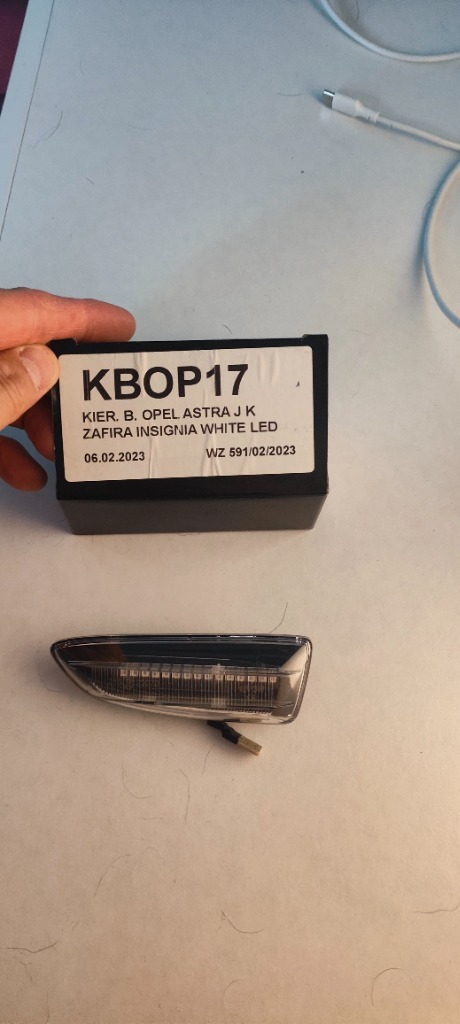 KBOP17
KIER. B. OPEL ASTRA J K
ZAFIRA INSIGNIA WHITE LED
06.02.2023 WZ 591/02/2023